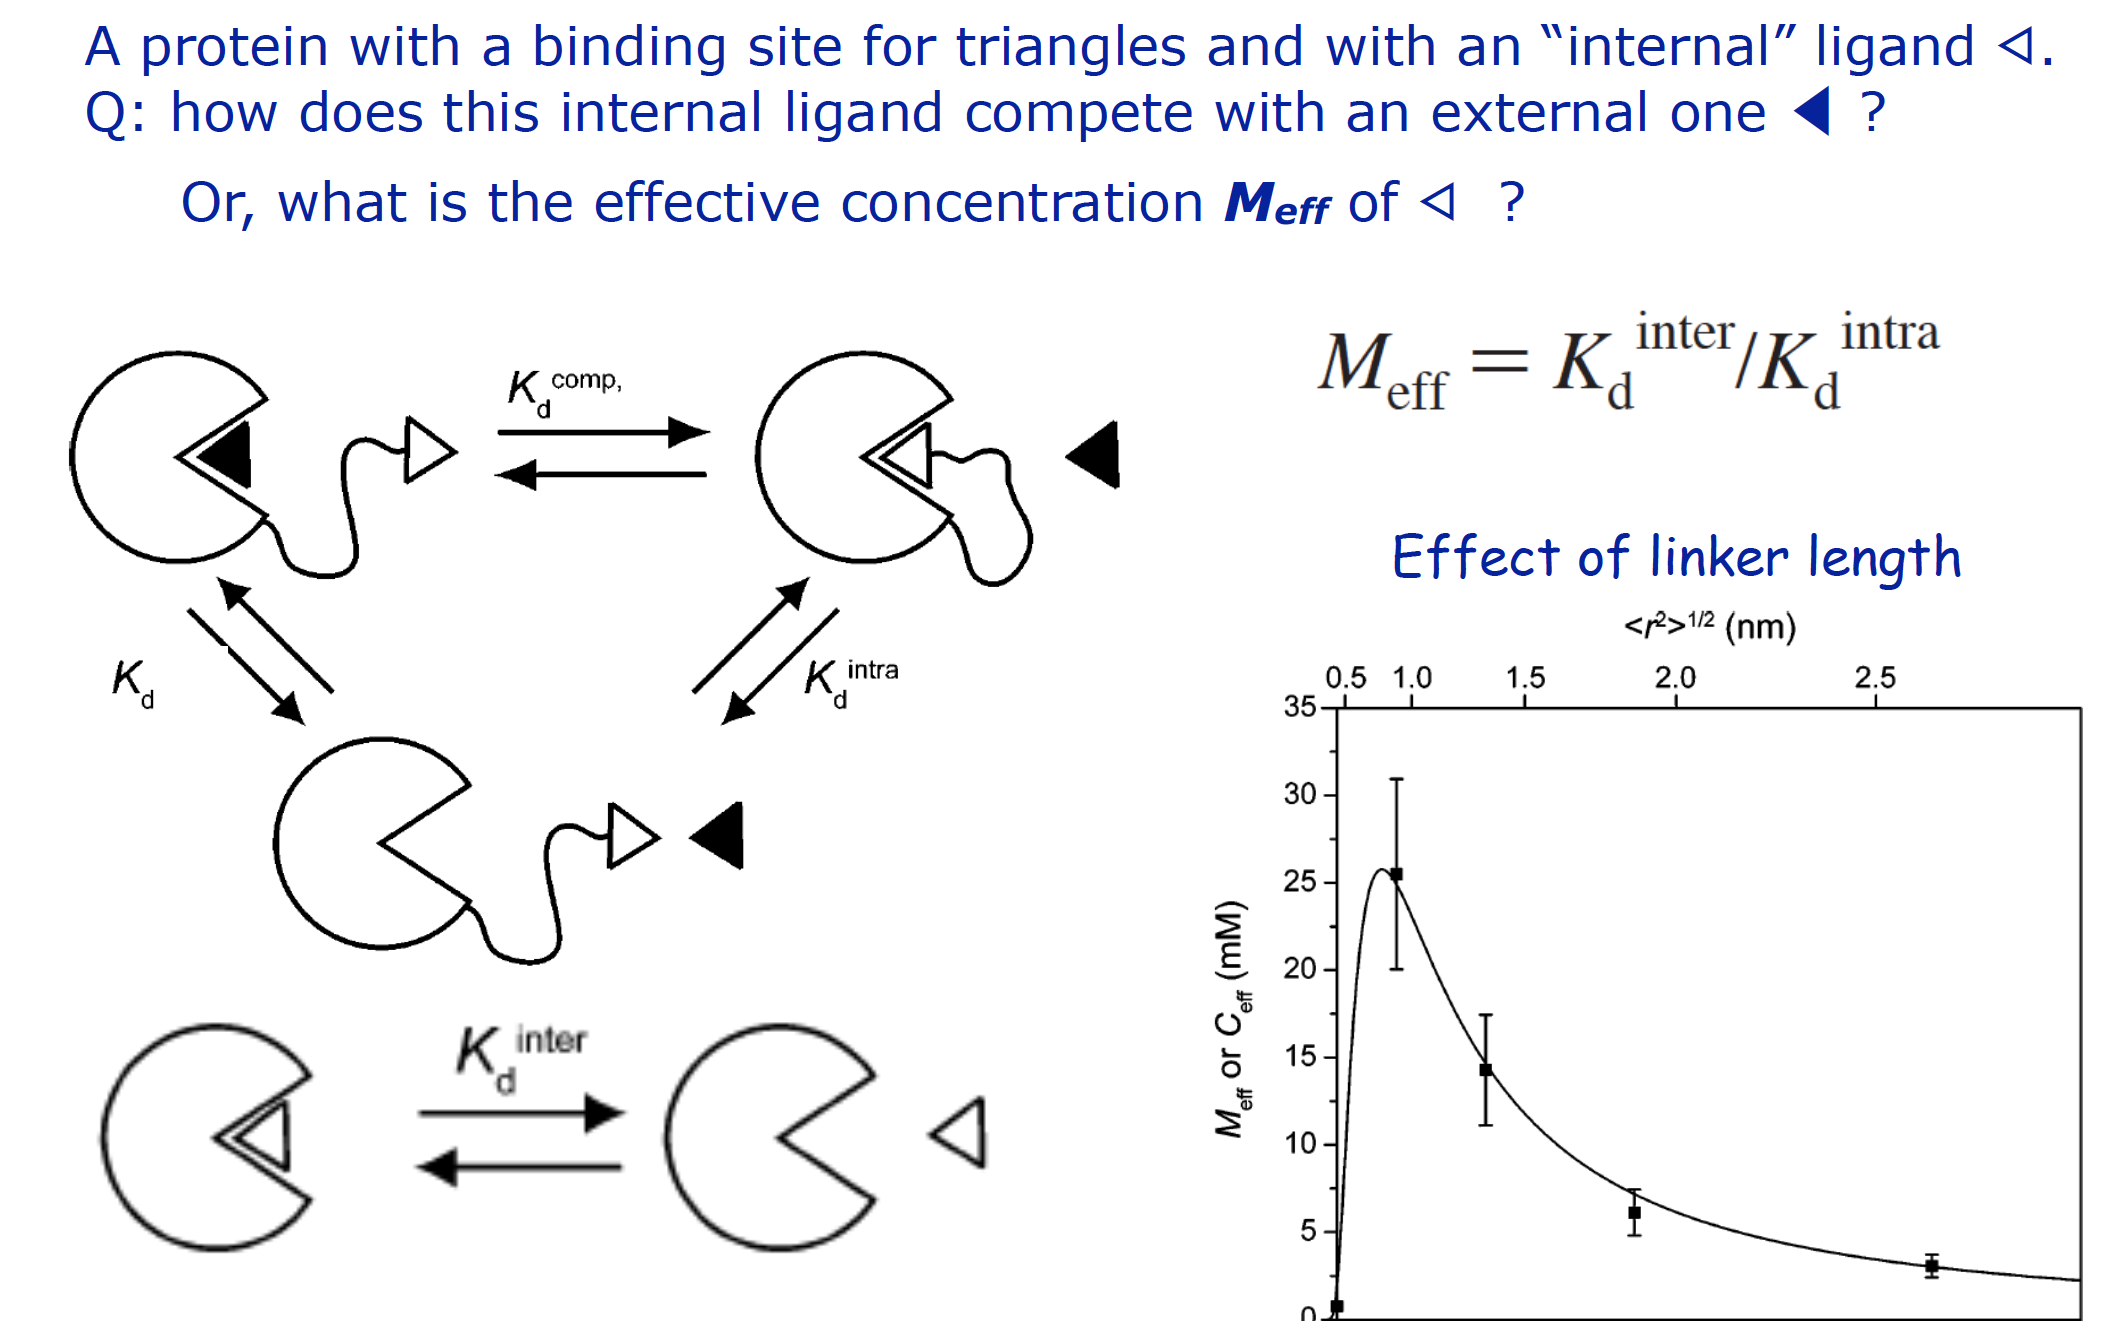 A protein with a binding site for triangles and with an “internal” ligand ◁.
Q: how does this internal ligand compete with an external one ◀ ?
Or, what is the effective concentration Meff of ◁ ?
Kd comp,
Meff = Kd inter/Kd intra
Kd
Kd intra
Kd inter
Effect of linker length
<r²>1/2 (nm)
0.5 1.0 1.5 2.0 2.5
Meff or Ceff (mM)
35
30
25
20
15
10
5
0